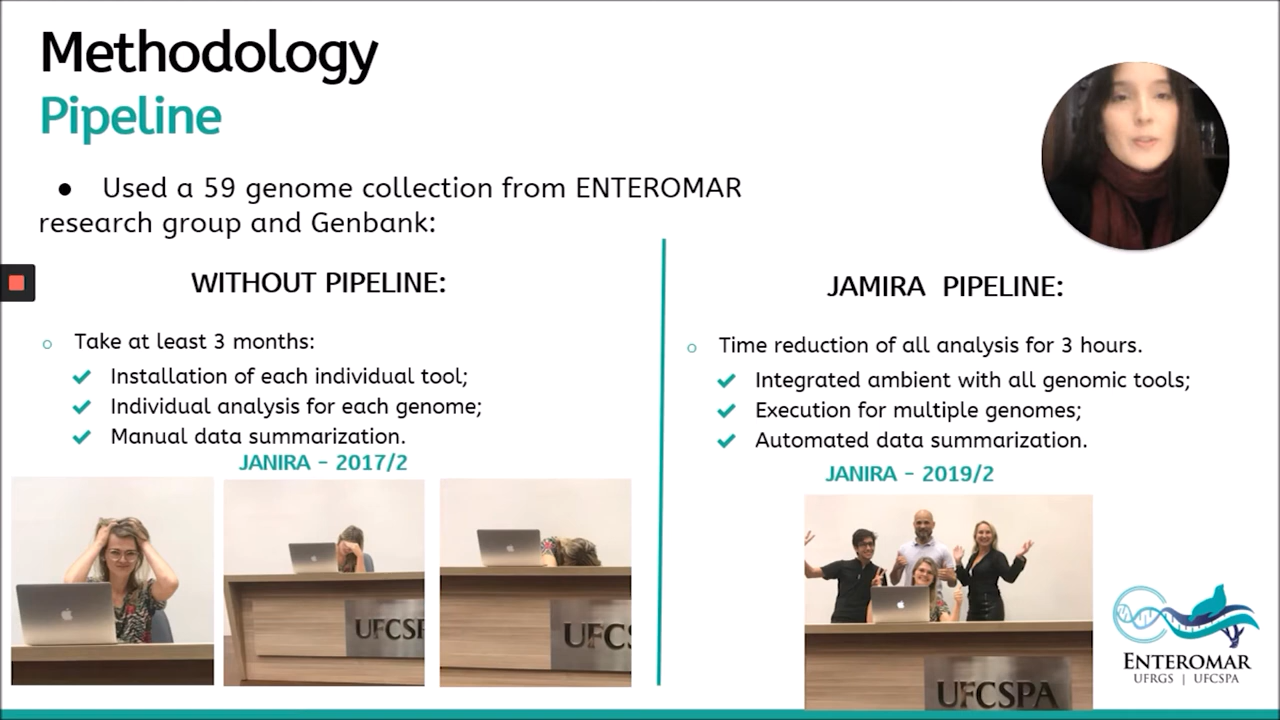 Methodology
Pipeline
● Used a 59 genome collection from ENTEROMAR
research group and Genbank:
WITHOUT PIPELINE:
○ Take at least 3 months:
✔ Installation of each individual tool;
✔ Individual analysis for each genome;
✔ Manual data summarization.
JANIRA - 2017/2
UFCSF
UFCS
JAMIRA PIPELINE:
○ Time reduction of all analysis for 3 hours.
✔ Integrated ambient with all genomic tools;
✔ Execution for multiple genomes;
✔ Automated data summarization.
JANIRA - 2019/2
UFCSPA
ENTEROMAR
UFRGS | UFCSPA